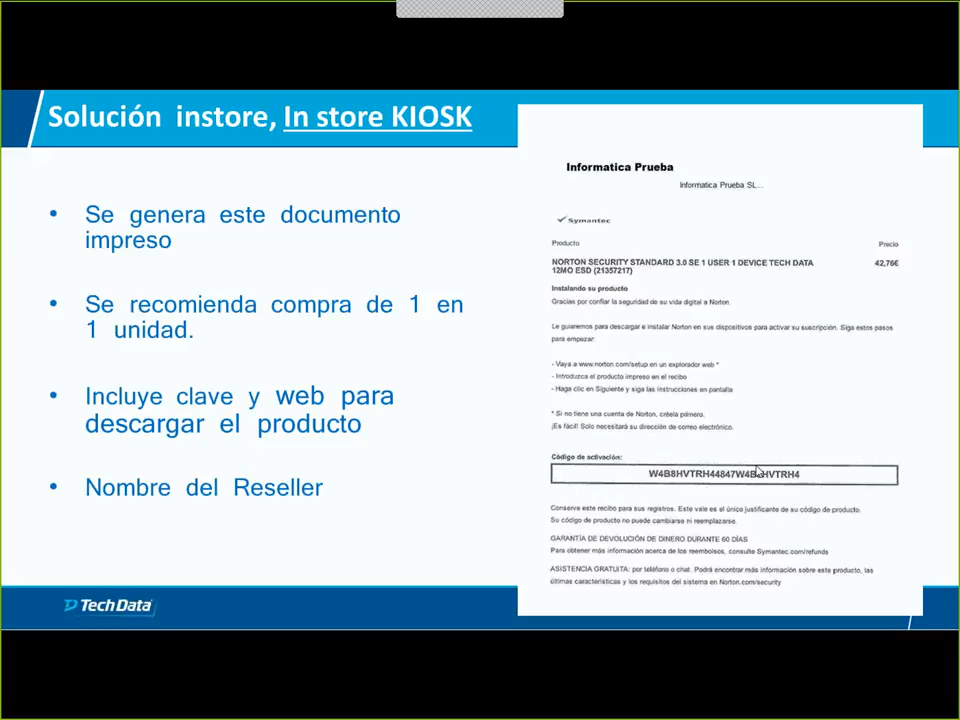 Solución instore, In store KIOSK
• Se genera este documento
impreso
• Se recomienda compra de 1 en
1 unidad.
• Incluye clave y web para
descargar el producto
• Nombre del Reseller
TechData
Informatica Prueba
Informatica Prueba SL...
Symantec
Producto Precio
NORTON SECURITY STANDARD 3.0 SE 1 USER 1 DEVICE TECH DATA 42,76€
12MO ESD (21357217)
Instalando su producto
Gracias por confiar la seguridad de su vida digital a Norton.
Le guiaremos para descargar e instalar Norton en sus dispositivos para activar su suscripción. Siga estos pasos
para empezar:
- Vaya a www.norton.com/setup en un explorador web *
- Introduzca el producto impreso en el recibo
- Haga clic en Siguiente y siga las instrucciones en pantalla
* Si no tiene una cuenta de Norton, créela primero.
¡Es fácil! Solo necesitará su dirección de correo electrónico.
Código de activación:
Conserve este recibo para sus registros. Este vale es el único justificante de su código de producto.
Su código de producto no puede cambiarse ni reemplazarse.
GARANTÍA DE DEVOLUCIÓN DE DINERO DURANTE 60 DÍAS
Para obtener más información acerca de los reembolsos, consulte Symantec.com/refunds
ASISTENCIA GRATUITA: por teléfono o chat. Podrá encontrar más información sobre este producto, las
últimas características y los requisitos del sistema en Norton.com/security